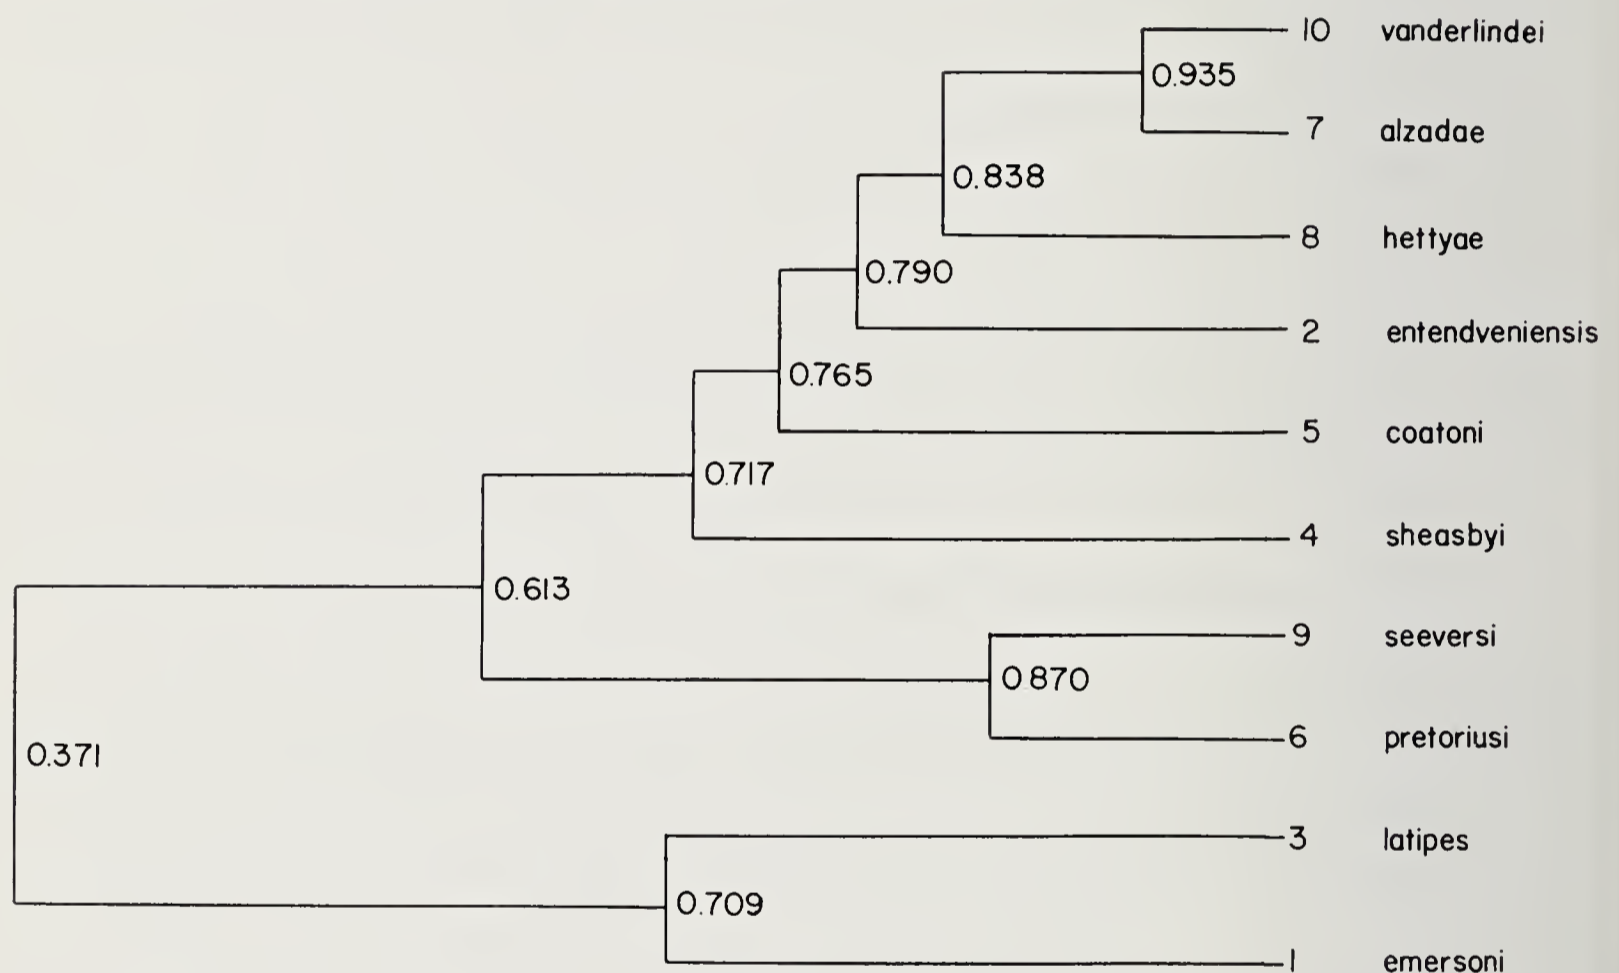 10 vanderlindei
0.935
7 alzadae
0.838
8 hettyae
0.790
2 entendveniensis
0.765
5 coatoni
0.717
4 sheasbyi
0.613
9 seeversi
0.870
6 pretoriusi
0.371
3 latipes
0.709
1 emersoni